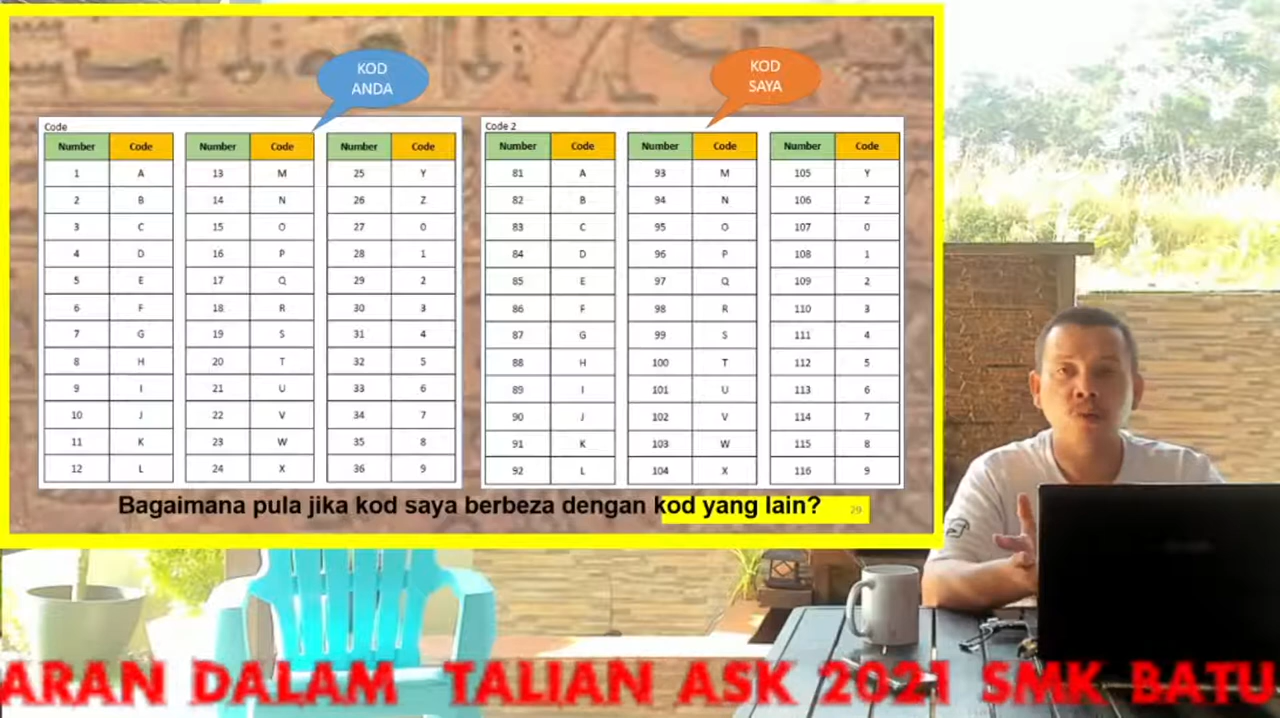 KOD
ANDA
KOD
SAYA
Code
Number Code Number Code Number Code
1 A 13 M 25 Y
2 B 14 N 26 Z
3 C 15 O 27 0
4 D 16 P 28 1
5 E 17 Q 29 2
6 F 18 R 30 3
7 G 19 S 31 4
8 H 20 T 32 5
9 I 21 U 33 6
10 J 22 V 34 7
11 K 23 W 35 8
12 L 24 X 36 9
Code 2
Number Code Number Code Number Code
81 A 93 M 105 Y
82 B 94 N 106 Z
83 C 95 O 107 0
84 D 96 P 108 1
85 E 97 Q 109 2
86 F 98 R 110 3
87 G 99 S 111 4
88 H 100 T 112 5
89 I 101 U 113 6
90 J 102 V 114 7
91 K 103 W 115 8
92 L 104 X 116 9
Bagaimana pula jika kod saya berbeza dengan kod yang lain?
29
ARAN DALAM TALIAN ASK 2021 SMK BATU